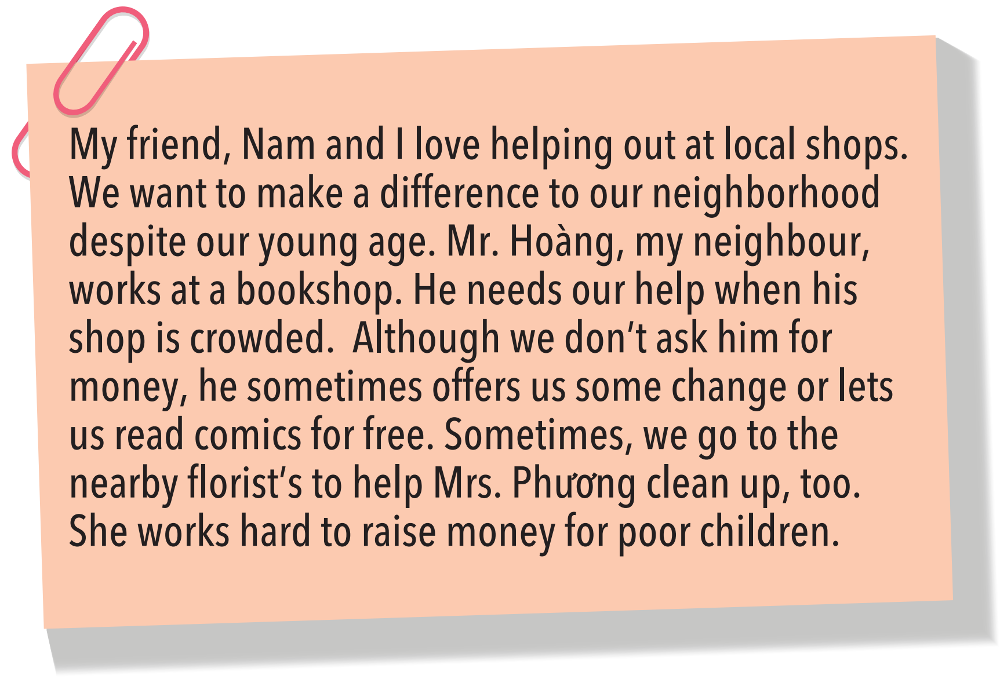 My friend, Nam and I love helping out at local shops.
We want to make a difference to our neighborhood
despite our young age. Mr. Hoàng, my neighbour,
works at a bookshop. He needs our help when his
shop is crowded.  Although we don't ask him for
money, he sometimes offers us some change or lets
us read comics for free. Sometimes, we go to the
nearby florist‘s to help Mrs. Phương clean up, too.
She works hard to raise money for poor children.